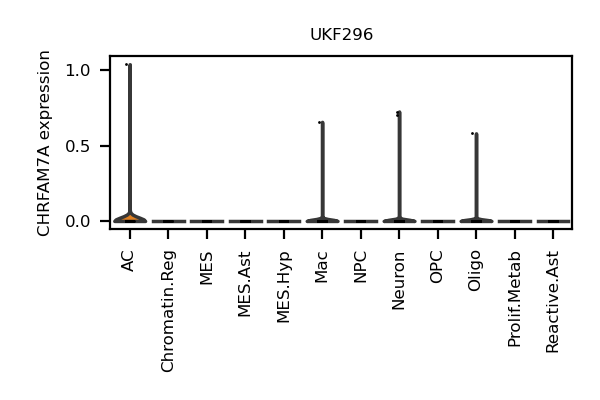 UKF296
CHRFAM7A expression
1.0
0.5
0.0
AC
Chromatin.Reg
MES
MES.Ast
MES.Hyp
Mac
NPC
Neuron
OPC
Oligo
Prolif.Metab
Reactive.Ast